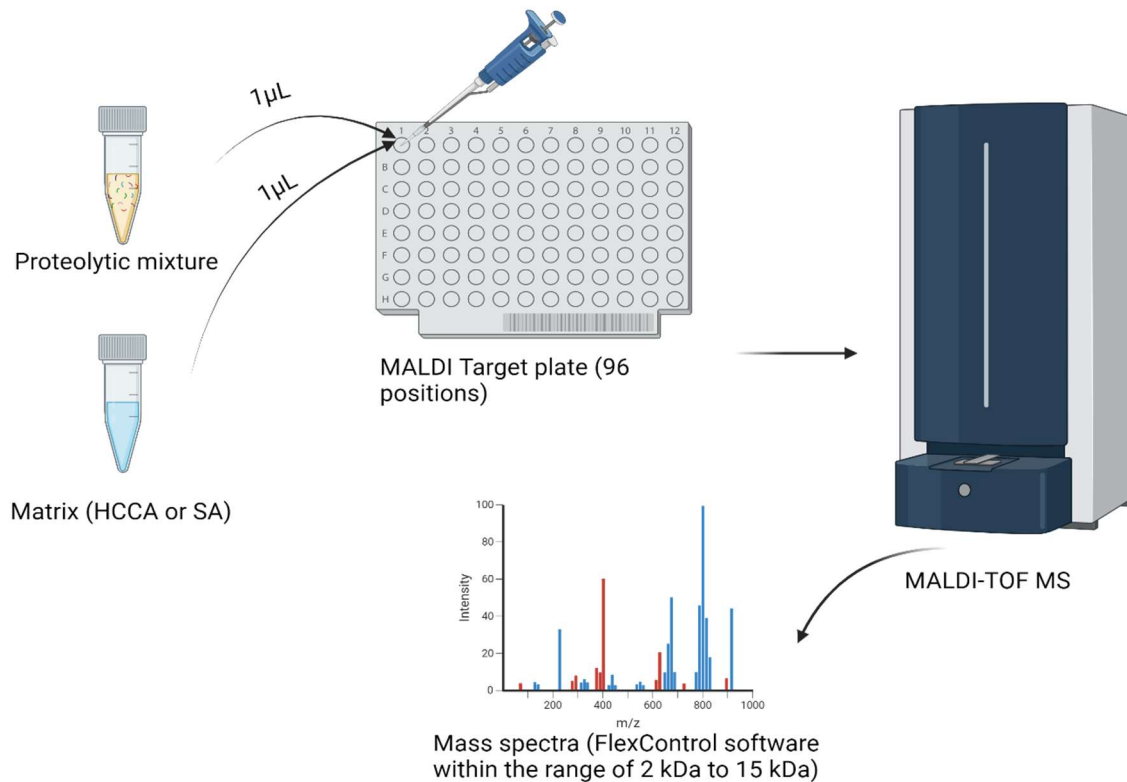 1µL
1µL
Proteolytic mixture
Matrix (HCCA or SA)
1 2 3 4 5 6 7 8 9 10 11 12
B
C
D
E
F
G
H
MALDI Target plate (96
positions)
MALDI-TOF MS
100
80
60
40
20
0
Intensity
200 400 600 800 1000
m/z
Mass spectra (FlexControl software
within the range of 2 kDa to 15 kDa)